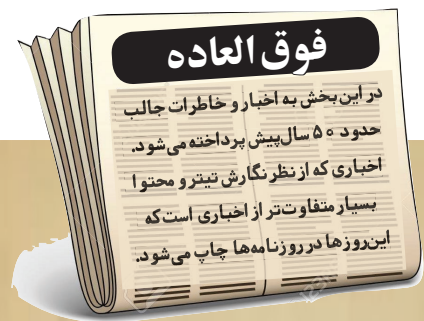 فوق العاده
در این بخش به اخبار و خاطرات جالب
حدود ۵۰ سال پیش پرداخته می‌شود.
اخباری که از نظر نگارش تیتر و محتوا
بسیار متفاوت‌تر از اخباری است که
این‌روزها در روزنامه‌ها چاپ می‌شود.